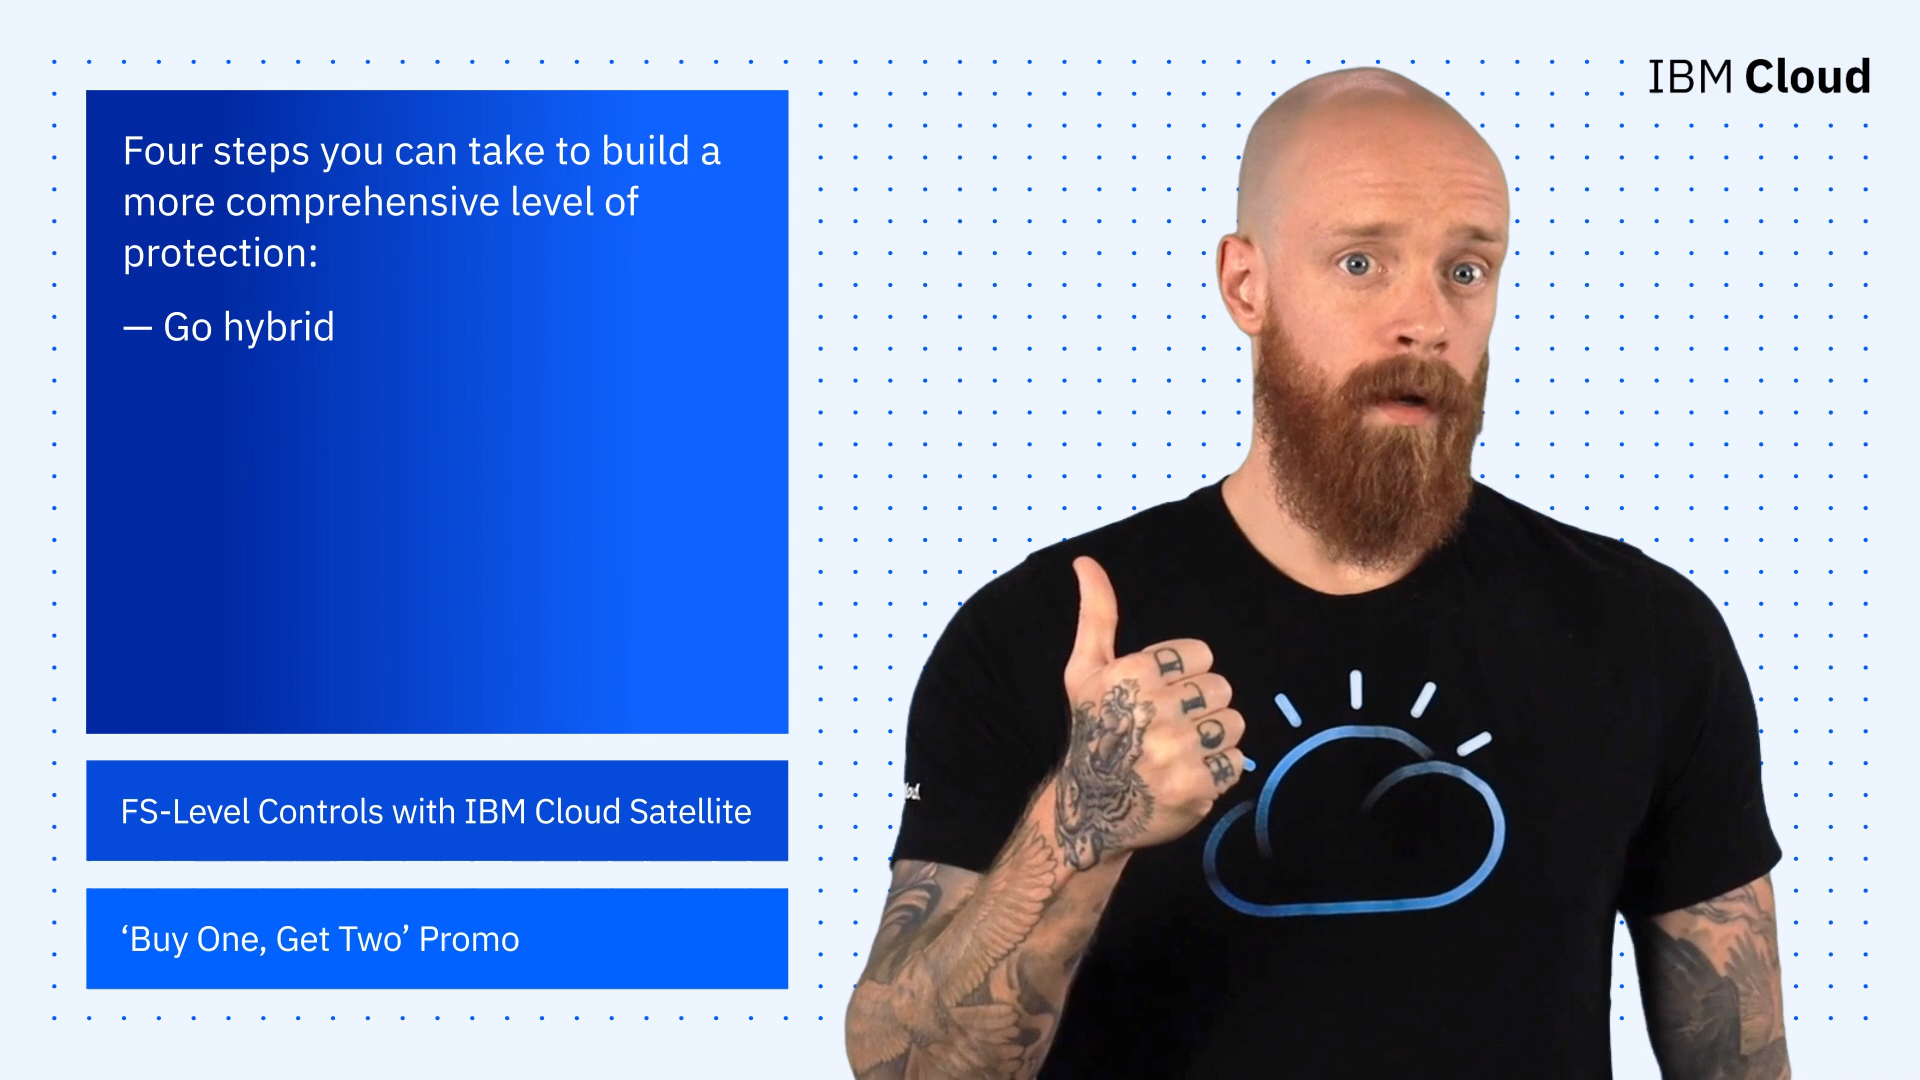 IBM Cloud
Four steps you can take to build a
more comprehensive level of
protection:
— Go hybrid
FS-Level Controls with IBM Cloud Satellite
‘Buy One, Get Two’ Promo